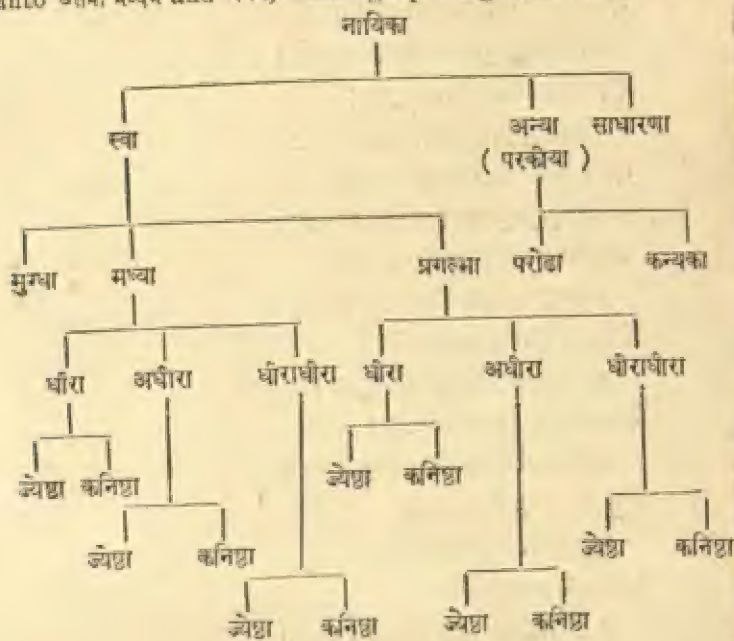 नायिका
स्वा अन्या साधारणा
( परकीया )
मुग्धा मध्या प्रगल्भा परोढा कन्यका
धीरा अधीरा धीराधीरा धीरा अधीरा धीराधीरा
ज्येष्ठा कनिष्ठा ज्येष्ठा कनिष्ठा
ज्येष्ठा कनिष्ठा ज्येष्ठा कनिष्ठा
ज्येष्ठा कनिष्ठा ज्येष्ठा कनिष्ठा